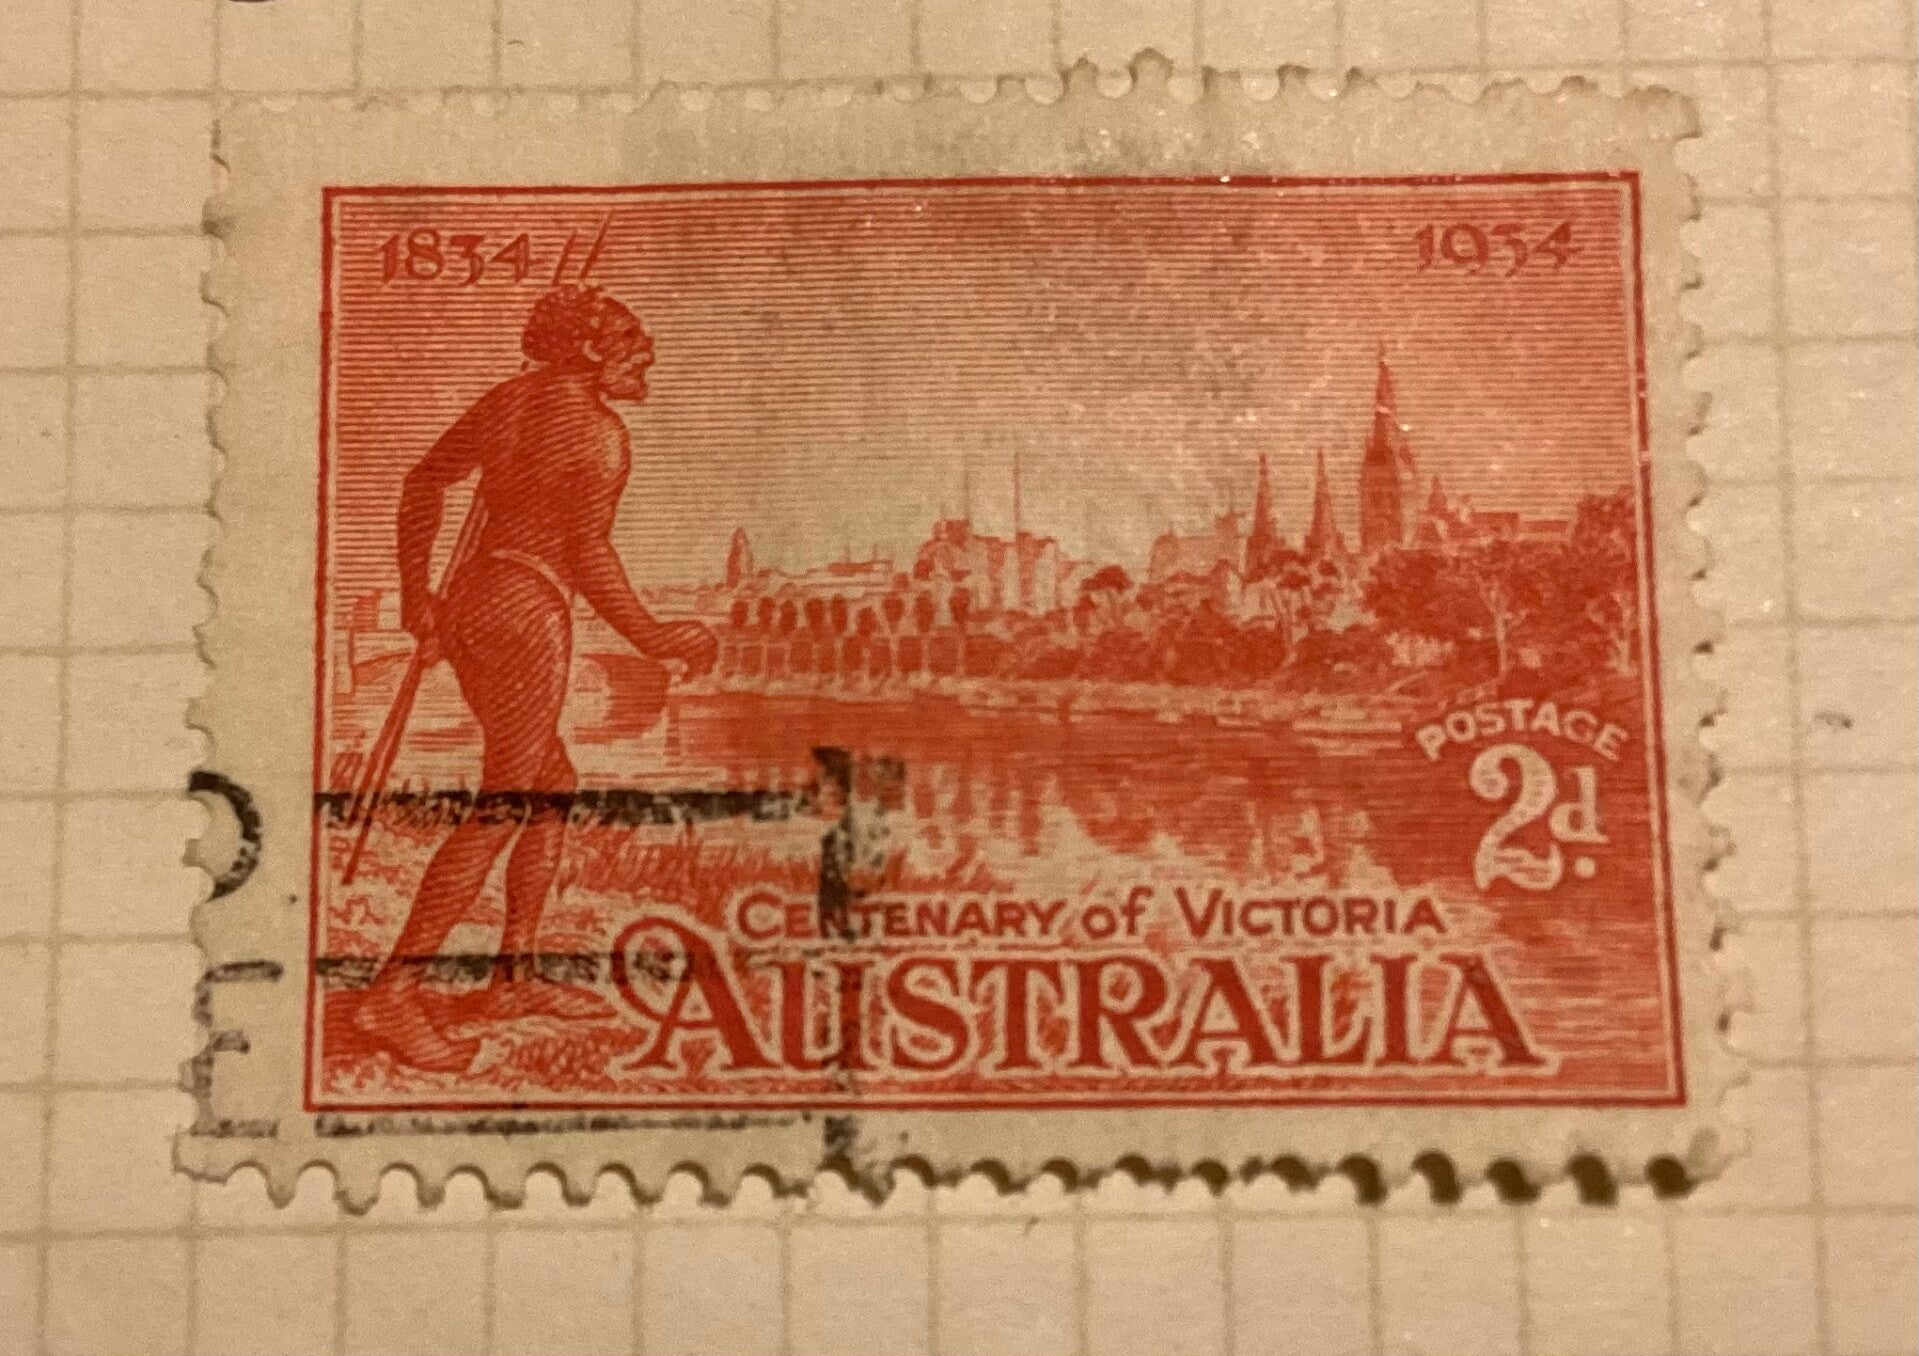 1834
1934
POSTAGE
2d.
CENTENARY of VICTORIA
AUSTRALIA